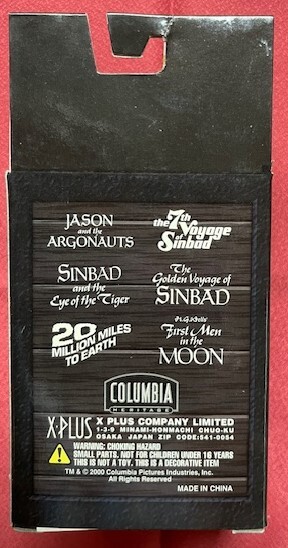 JASON
and the
ARGONAUTS
the 7th
Voyage
of
Sinbad
SINBAD
and the
Eye of the Tiger
The
Golden Voyage of
SINBAD
20
MILLION MILES
TO EARTH
H.G.Wells'
First Men
in the
MOON
COLUMBIA
HERITAGE
X-PLUS X PLUS COMPANY LIMITED
1-3-9 MINAMI-HONMACHI CHUO-KU
OSAKA JAPAN ZIP CODE:541-0054
WARNING: CHOKING HAZARD
SMALL PARTS. NOT FOR CHILDREN UNDER 16 YEARS
THIS IS NOT A TOY. THIS IS A DECORATIVE ITEM
TM & © 2000 Columbia Pictures Industries, Inc.
All Rights Reserved
MADE IN CHINA